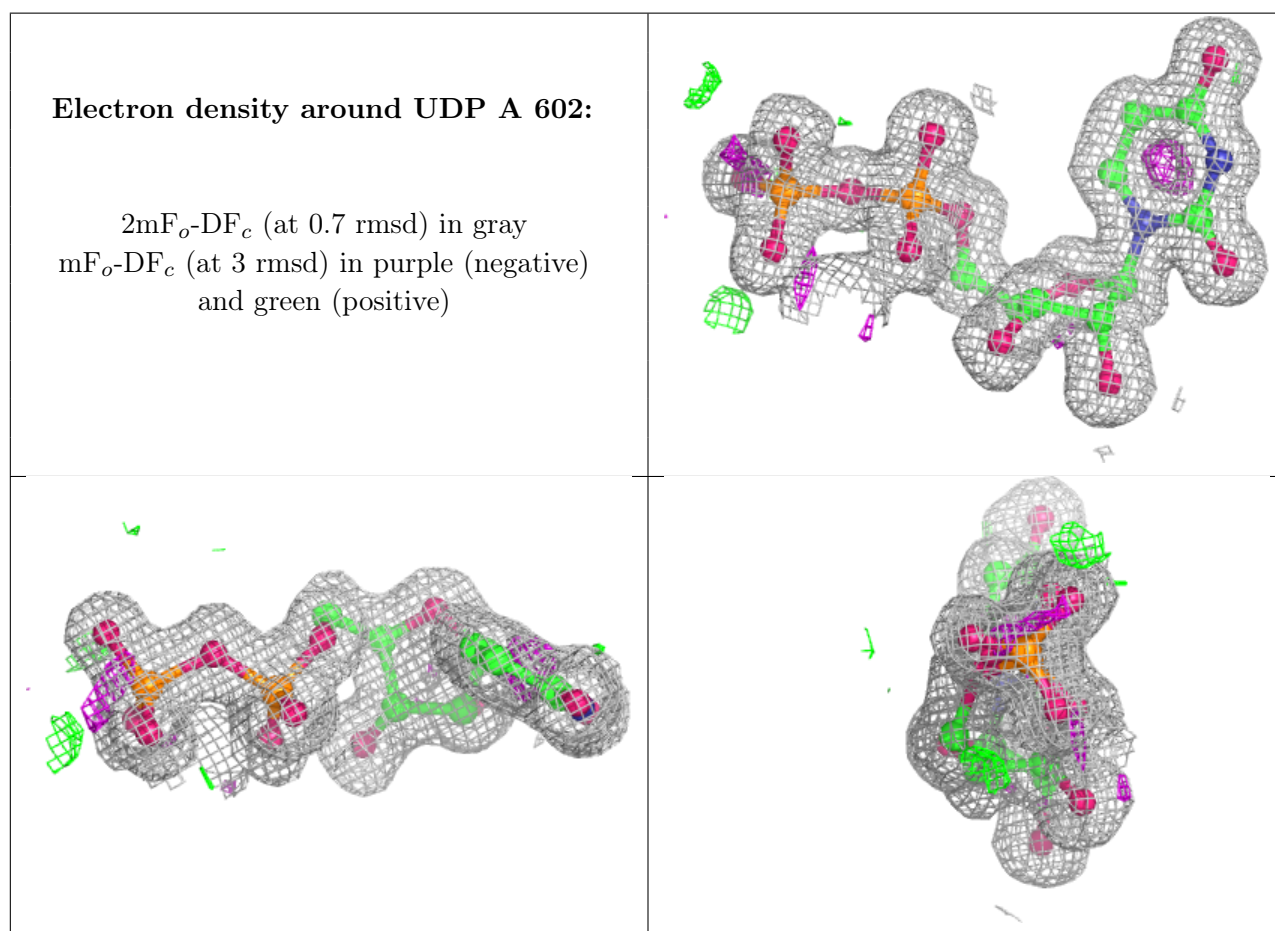 Electron density around UDP A 602:
2mFo-DFc (at 0.7 rmsd) in gray
mFo-DFc (at 3 rmsd) in purple (negative)
and green (positive)